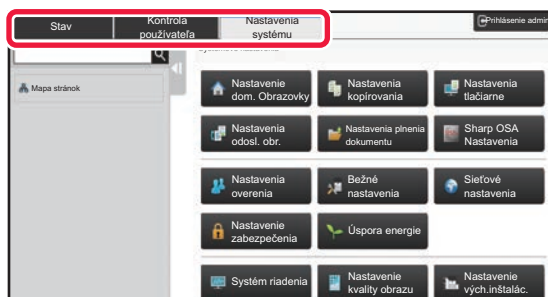 Stav
Kontrola
používateľa
Nastavenia
systému
Prihlásenie admin
Mapa stránok
Nastavenie
dom. Obrazovky
Nastavenia
kopírovania
Nastavenia
tlačiarne
Nastavenia
odosl. obr.
Nastavenia plnenia
dokumentu
Sharp OSA
Nastavenia
Nastavenia
overenia
Bežné
nastavenia
Sieťové
nastavenia
Nastavenie
zabezpečenia
Úspora energie
Systém riadenia
Nastavenie
kvality obrazu
Nastavenie
vých.inštalác.